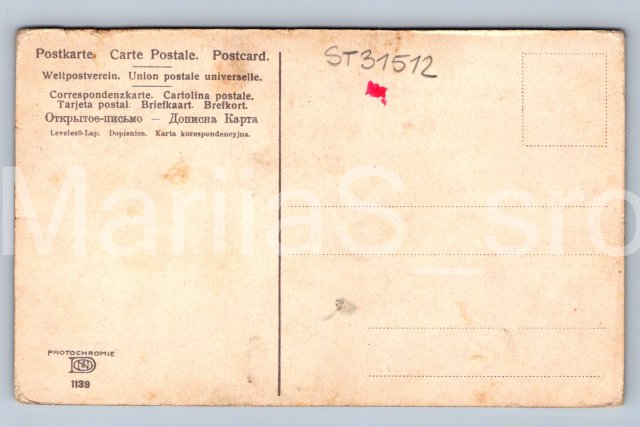 Postkarte. Carte Postale. Postcard.
Weltpostverein. Union postale universelle.
Correspondenzkarte. Cartolina postale.
Tarjeta postal. Briefkaart. Brefkort.
Открытое-письмо — Дописна Карта
Levelező-Lap. Dopisnice. Karta korespondencyjna.
ST31512
MariiaS_sro
PHOTOCHROMIE
1139